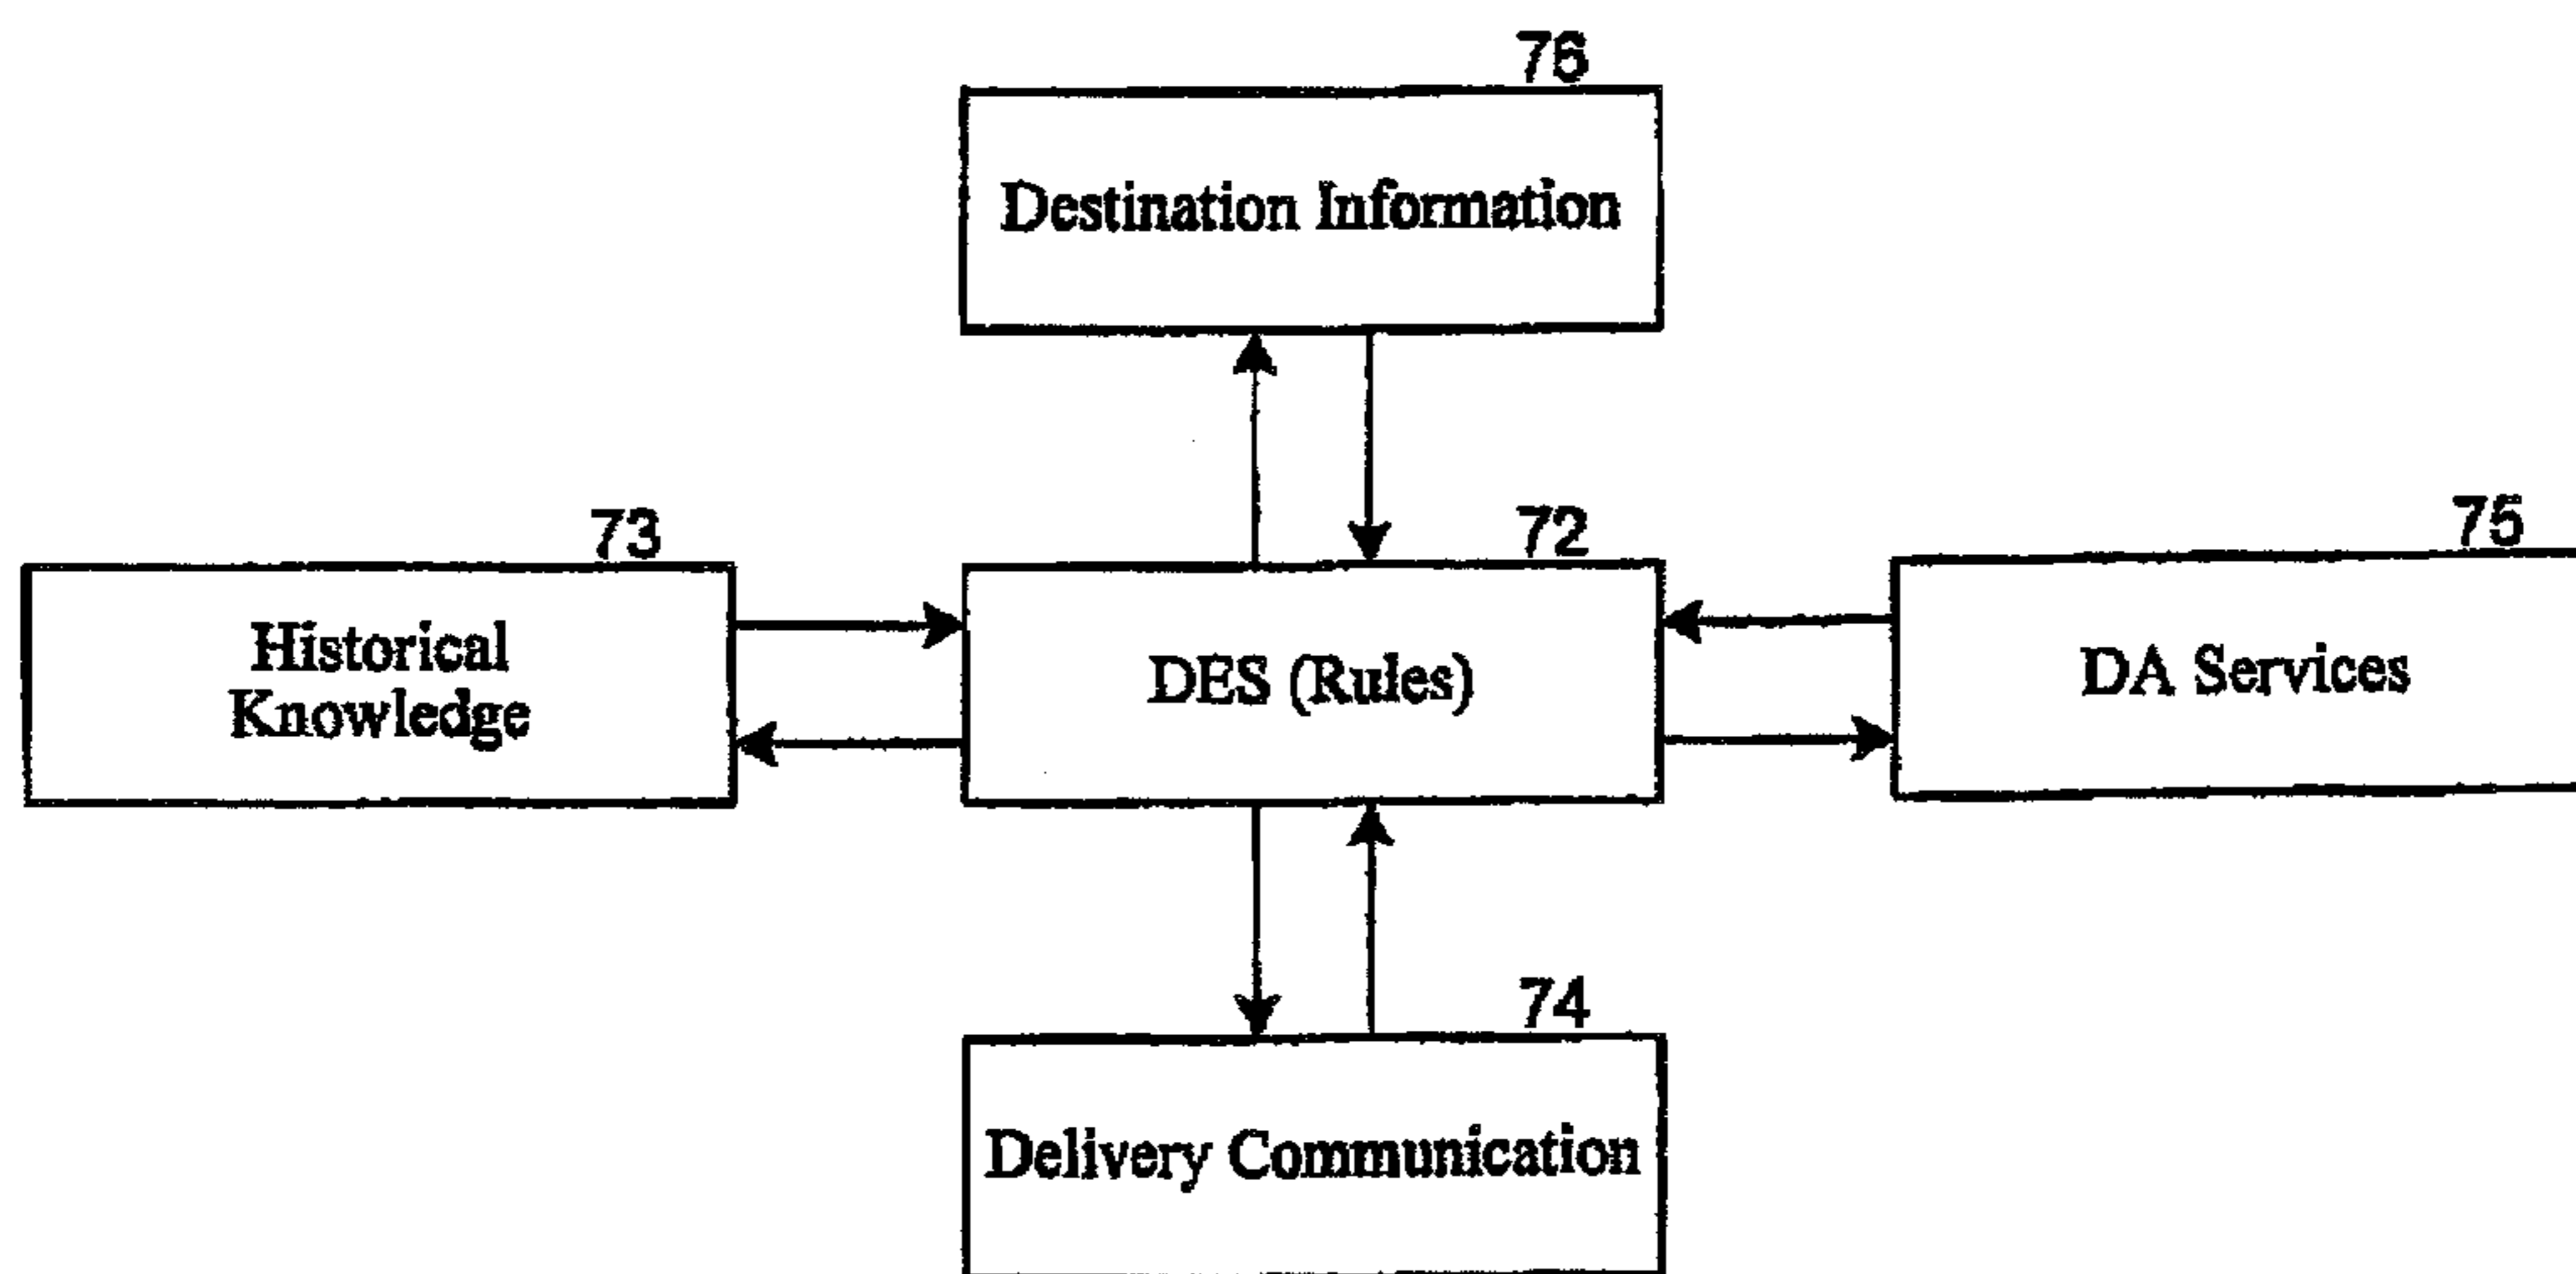 76
Destination Information
73
Historical
Knowledge
72
DES (Rules)
75
DA Services
74
Delivery Communication